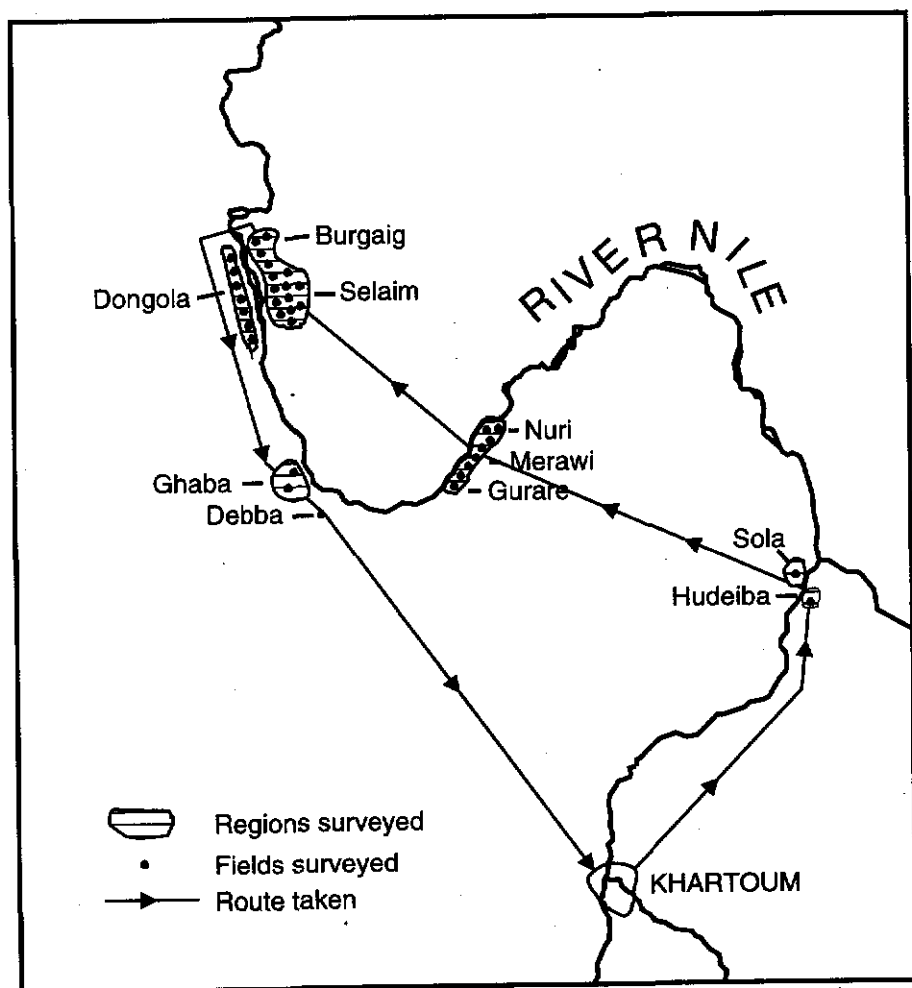 Burgaig
Dongola
Selaim
RIVER NILE
Nuri
Merawi
Gurare
Ghaba
Debba
Sola
Hudeiba
Regions surveyed
Fields surveyed
Route taken
KHARTOUM